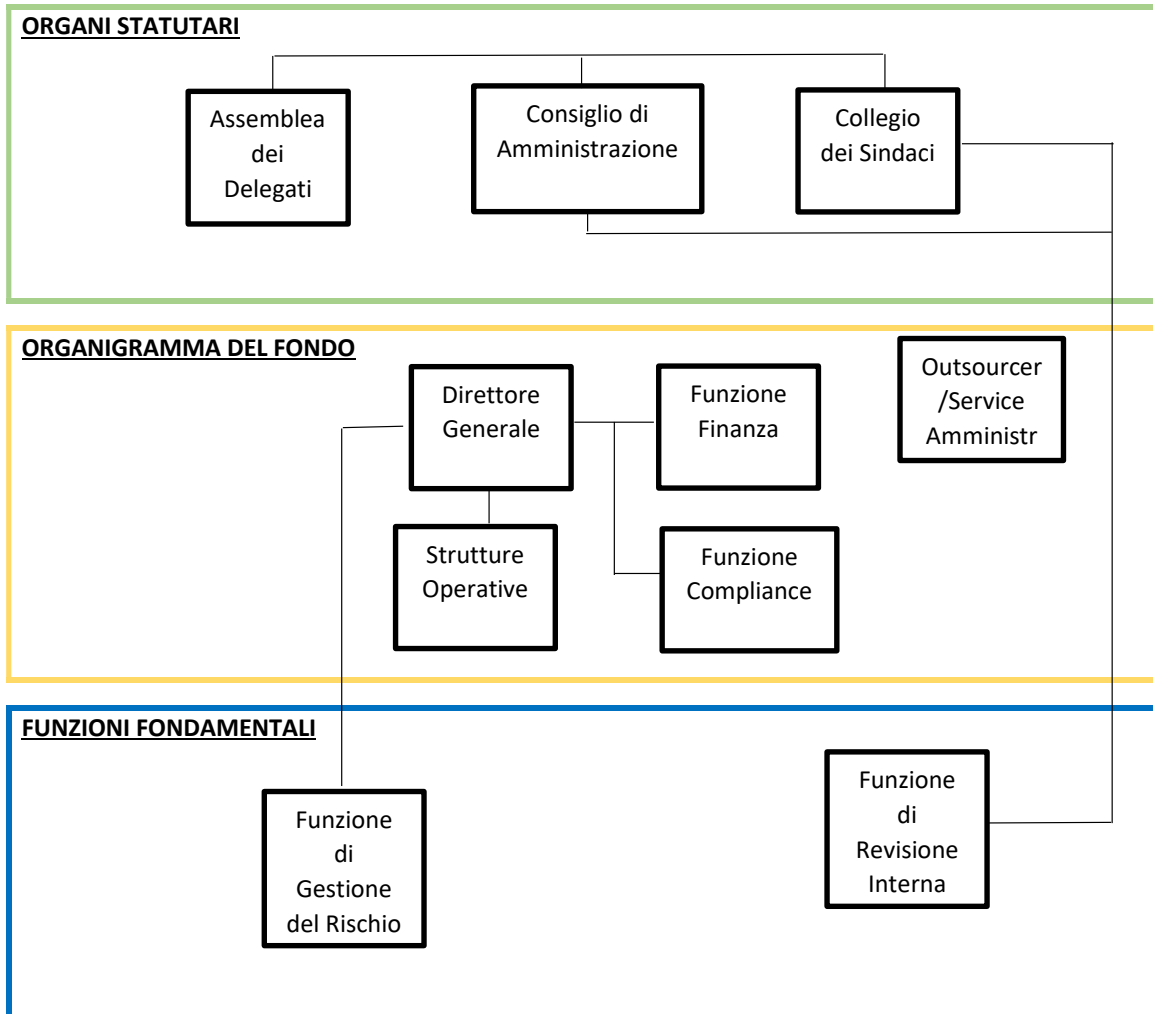 ORGANI STATUTARI
Assemblea
dei
Delegati
Consiglio di
Amministrazione
Collegio
dei Sindaci
ORGANIGRAMMA DEL FONDO
Direttore
Generale
Funzione
Finanza
Outsourcer
/Service
Amministr
Strutture
Operative
Funzione
Compliance
FUNZIONI FONDAMENTALI
Funzione
di
Gestione
del Rischio
Funzione
di
Revisione
Interna